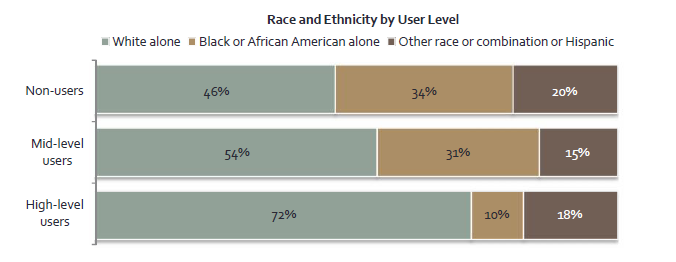 Race and Ethnicity by User Level
White alone Black or African American alone Other race or combination or Hispanic
Non-users 46% 34% 20%
Mid-level
users
54% 31% 15%
High-level
users
72% 10% 18%